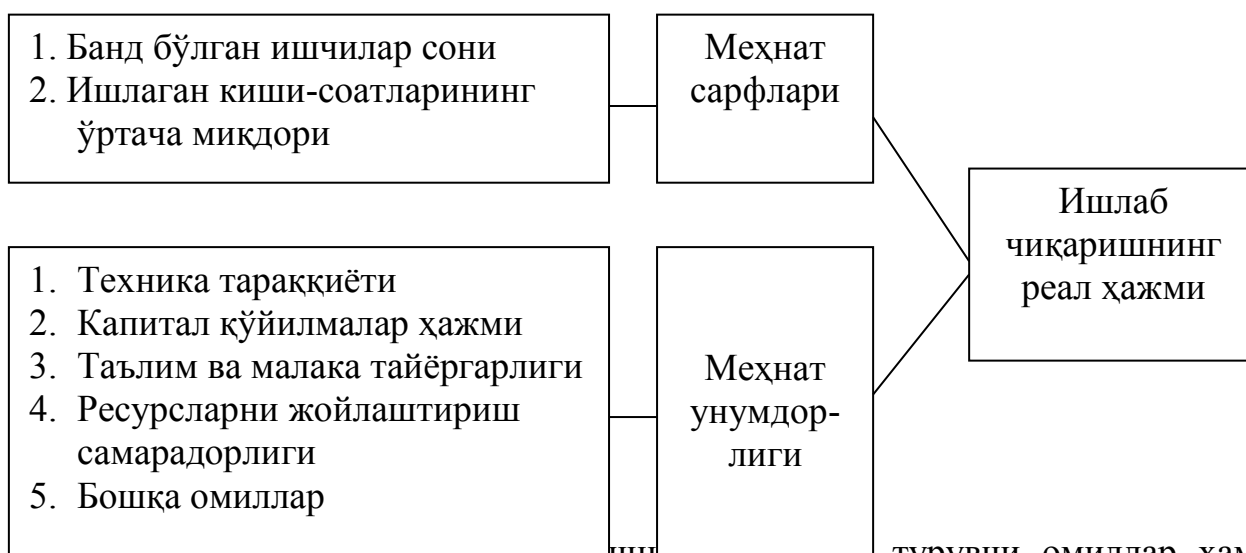 1. Банд бўлган ишчилар сони
2. Ишлаган киши-соатларининг
ўртача миқдори
Меҳнат
сарфлари
Ишлаб
чиқаришнинг
реал ҳажми
1. Техника тараққиёти
2. Капитал қўйилмалар ҳажми
3. Таълим ва малака тайёргарлиги
4. Ресурсларни жойлаштириш
самарадорлиги
5. Бошқа омиллар
Меҳнат
унумдор-
лиги
омиллар